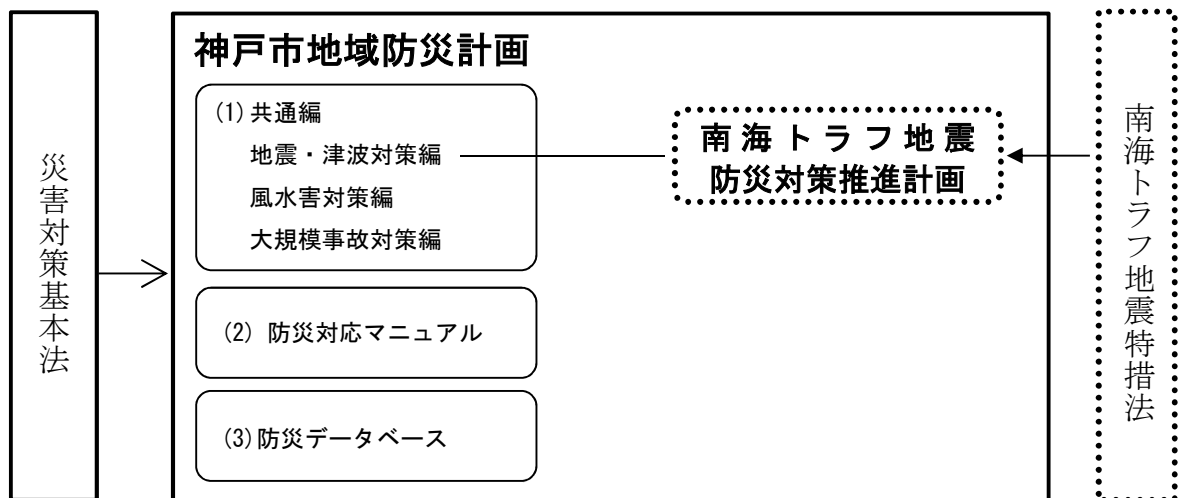 災害対策基本法
神戸市地域防災計画
(1)共通編
地震・津波対策編
風水害対策編
大規模事故対策編
(2) 防災対応マニュアル
(3)防災データベース
南海トラフ地震
防災対策推進計画
南海トラフ地震特措法